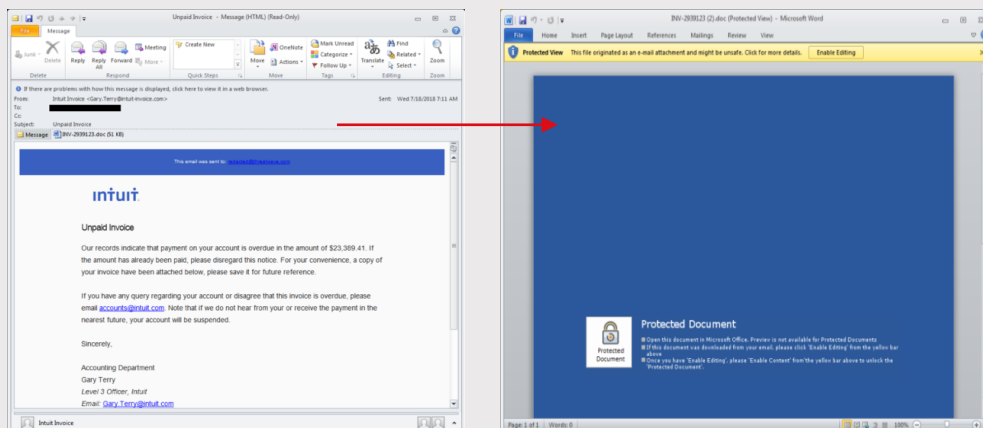 Unpaid Invoice - Message (HTML) (Read-Only)
File Message
Junk Delete Reply Reply All Forward Meeting More Create New Move OneNote Actions Mark Unread Categorize Follow Up Translate Find Related Select Zoom
Delete Respond Quick Steps Move Tags Editing Zoom
If there are problems with how this message is displayed, click here to view it in a web browser.
From: Intuit Invoice <Gary.Terry@intuit-invoice.com> Sent: Wed 7/18/2018 7:11 AM
To:
Cc:
Subject: Unpaid Invoice
Message INV-2939123.doc (51 KB)
This email was sent to:
ıntuıt.
Unpaid Invoice
Our records indicate that payment on your account is overdue in the amount of $23,389.41. If
the amount has already been paid, please disregard this notice. For your convenience, a copy of
your invoice have been attached below, please save it for future reference.
If you have any query regarding your account or disagree that this invoice is overdue, please
email accounts@intuit.com. Note that if we do not hear from your or receive the payment in the
nearest future, your account will be suspended.
Sincerely,
Accounting Department
Gary Terry
Level 3 Officer, Intuit
Email: Gary.Terry@intuit.com
Intuit Invoice
INV-2939123 (2).doc (Protected View) - Microsoft Word
File Home Insert Page Layout References Mailings Review View
Protected View This file originated as an e-mail attachment and might be unsafe. Click for more details. Enable Editing
Protected Document
Protected Document
Open this document in Microsoft Office. Preview is not available for Protected Documents
If this document was downloaded from your email, please click 'Enable Editing' from the yellow bar
above
Once you have 'Enable Editing', please 'Enable Content' from the yellow bar above to unlock the
'Protected Document'.
Page: 1 of 1 Words: 0 100%